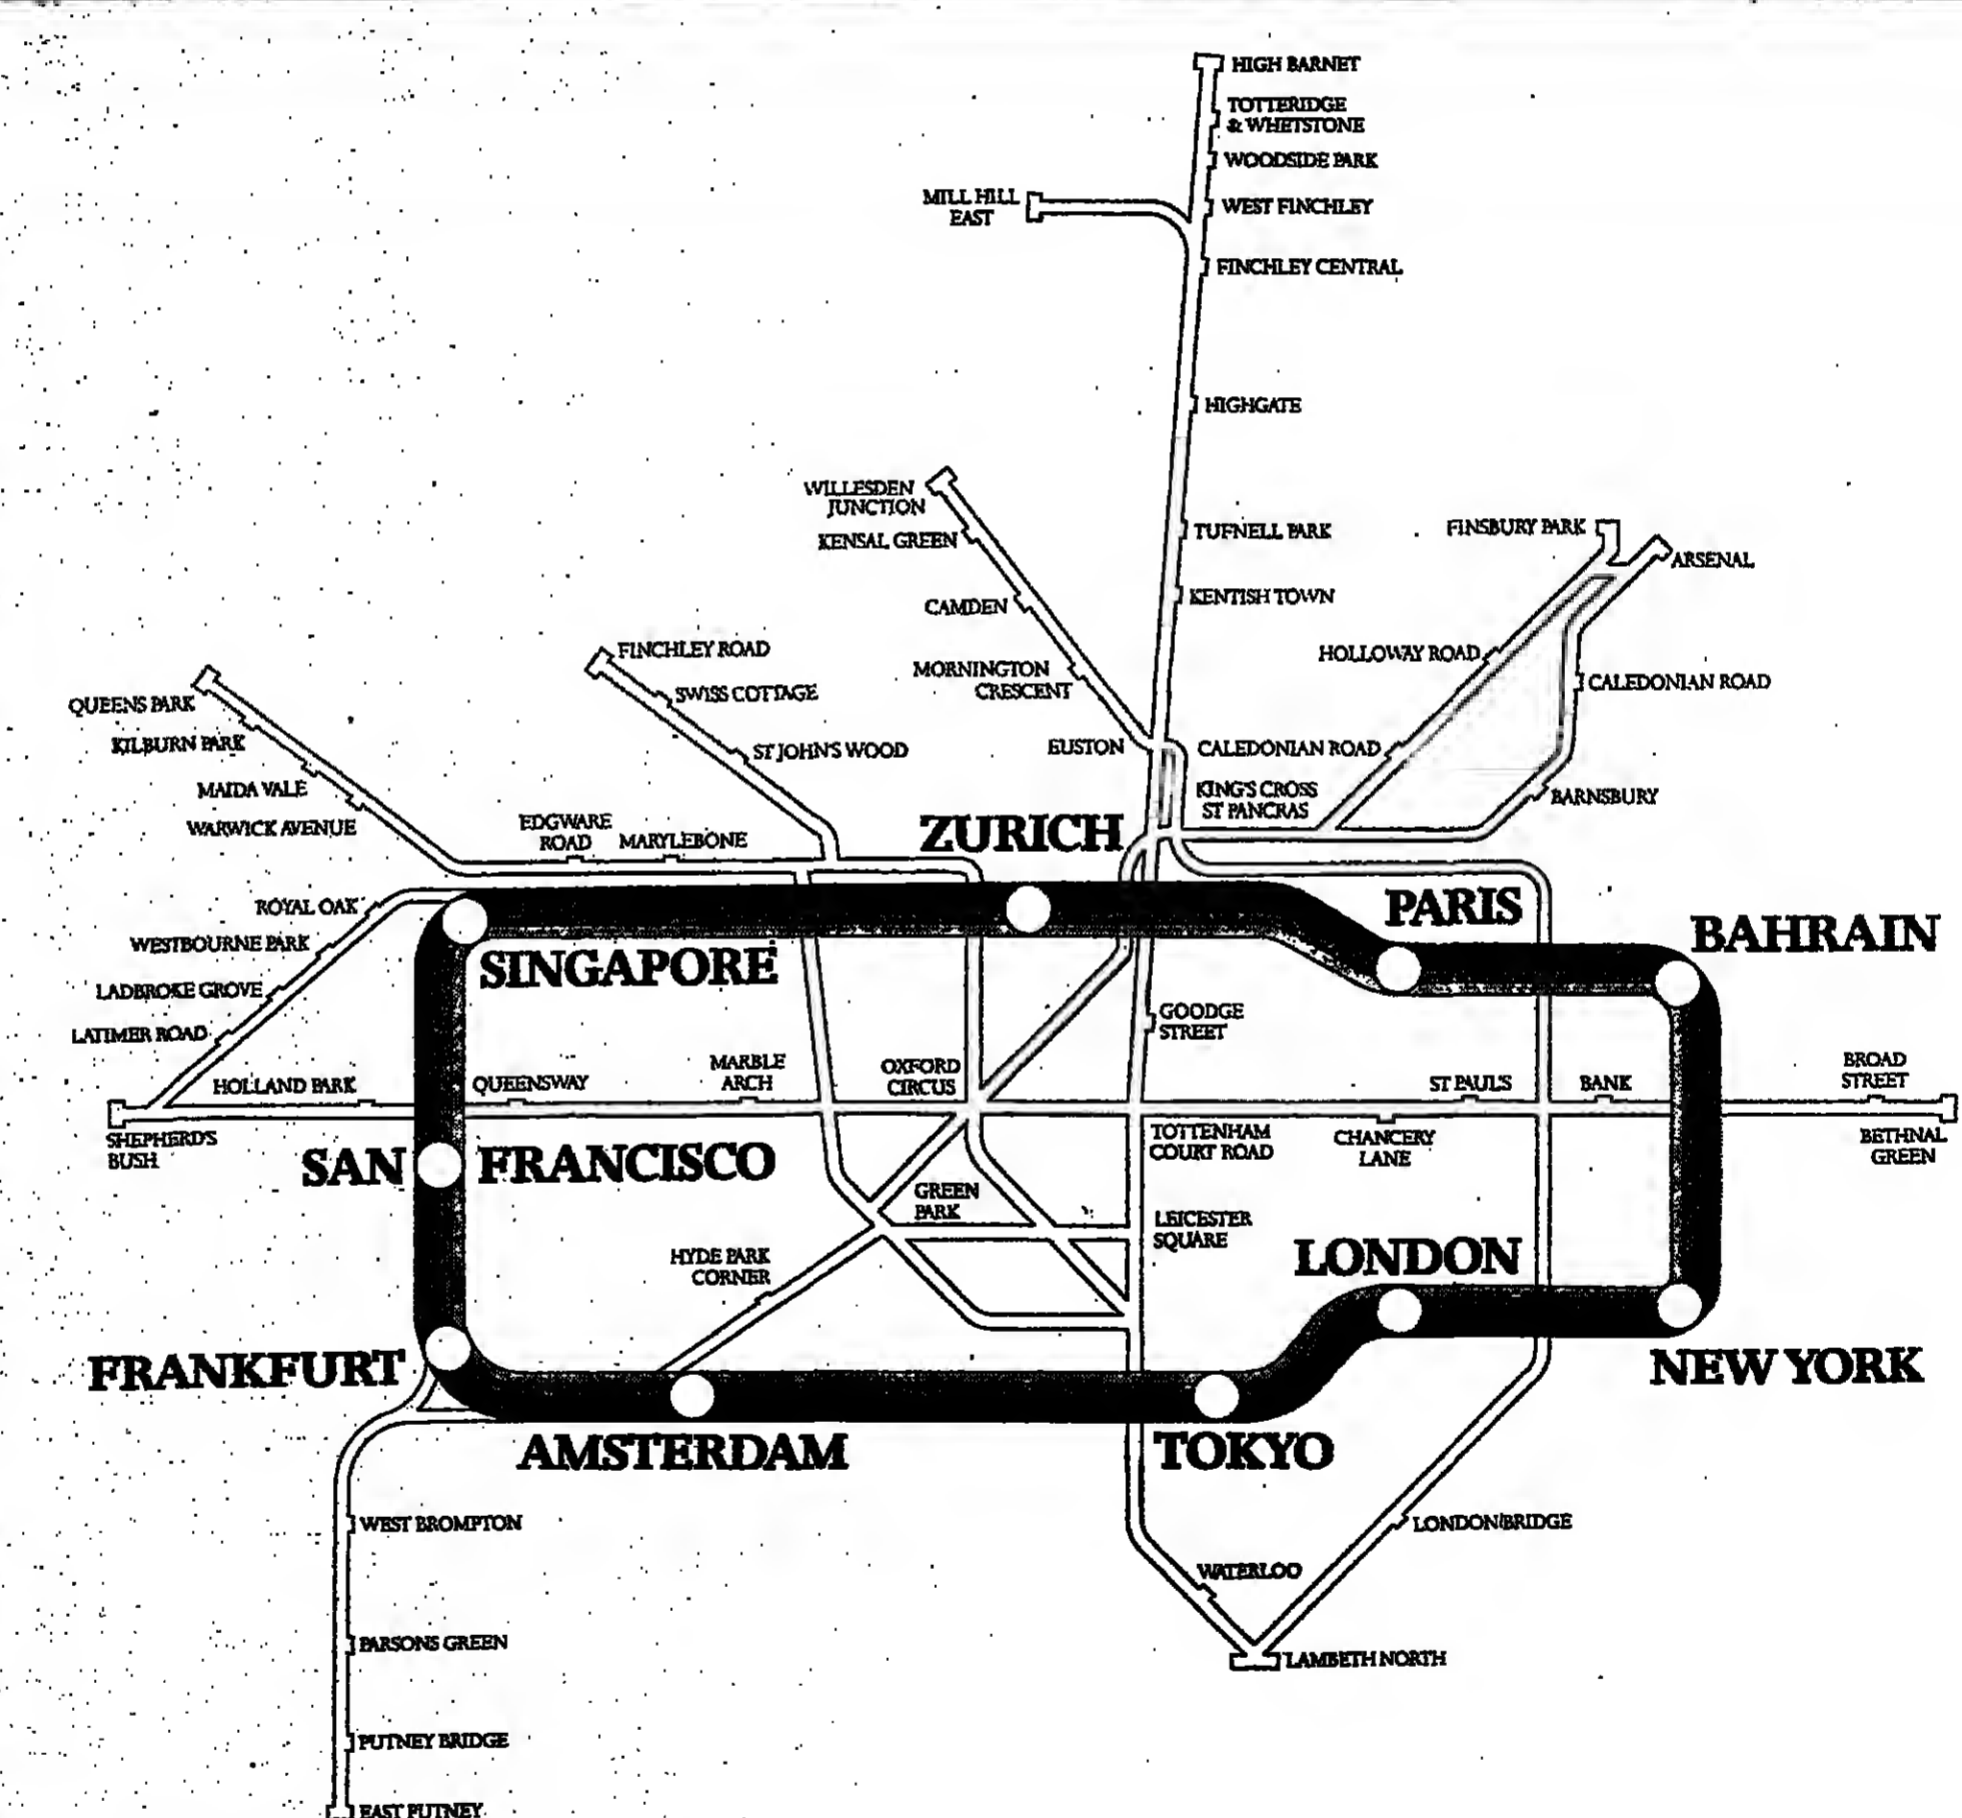 HIGH BARNET
TOTTERIDGE
& WHETSTONE
WOODSIDE PARK
MILL HILL
EAST
WEST FINCHLEY
FINCHLEY CENTRAL
HIGHGATE
WILLESDEN
JUNCTION
KENSAL GREEN
TUFNELL PARK
FINSBURY PARK
ARSENAL
CAMDEN
KENTISH TOWN
FINCHLEY ROAD
HOLLOWAY ROAD
MORNINGTON
CRESCENT
SWISS COTTAGE
CALEDONIAN ROAD
QUEENS PARK
KILBURN PARK
ST JOHN'S WOOD
EUSTON
CALEDONIAN ROAD
MAIDA VALE
KING'S CROSS
ST PANCRAS
BARNSBURY
WARWICK AVENUE
EDGWARE
ROAD
MARYLEBONE
ZURICH
ROYAL OAK
PARIS
BAHRAIN
WESTBOURNE PARK
SINGAPORE
LADBROKE GROVE
LATIMER ROAD
GOODGE
STREET
HOLLAND PARK
QUEENSWAY
MARBLE
ARCH
OXFORD
CIRCUS
ST PAUL'S
BANK
BROAD
STREET
SHEPHERD'S
BUSH
TOTTENHAM
COURT ROAD
CHANCERY
LANE
BETHNAL
GREEN
SAN FRANCISCO
GREEN
PARK
LEICESTER
SQUARE
HYDE PARK
CORNER
LONDON
FRANKFURT
NEW YORK
AMSTERDAM
TOKYO
WEST BROMPTON
LONDON BRIDGE
WATERLOO
PARSONS GREEN
LAMBETH NORTH
PUTNEY BRIDGE
EAST PUTNEY